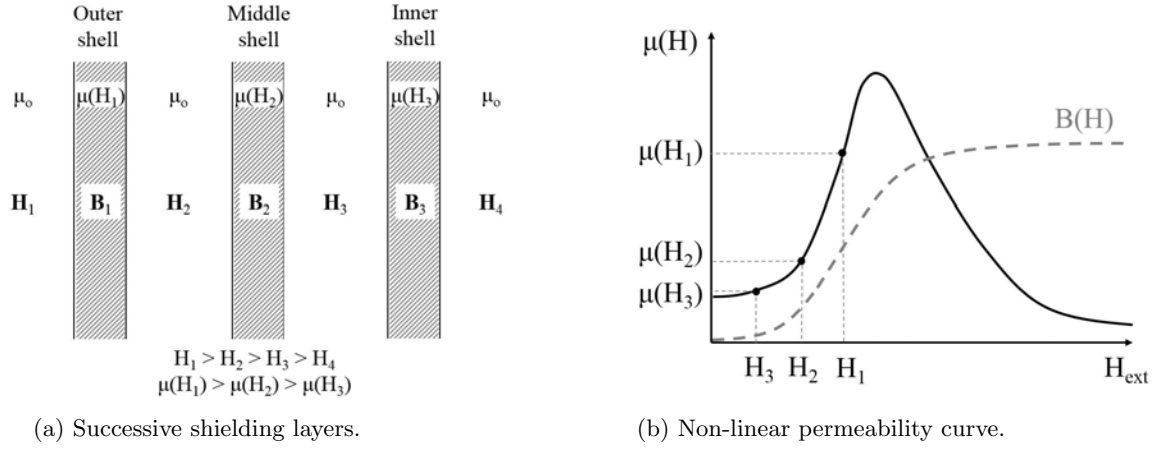 Outer shell
Middle shell
Inner shell
μₒ
μ(H₁)
μₒ
μ(H₂)
μₒ
μ(H₃)
μₒ
H₁
B₁
H₂
B₂
H₃
B₃
H₄
H₁ > H₂ > H₃ > H₄
μ(H₁) > μ(H₂) > μ(H₃)
(a) Successive shielding layers.
μ(H)
B(H)
μ(H₁)
μ(H₂)
μ(H₃)
H₃
H₂
H₁
Hₑₓₜ
(b) Non-linear permeability curve.